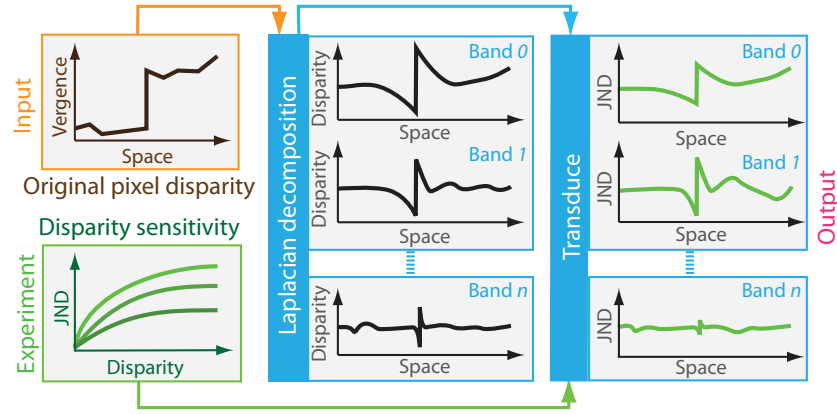 Input
Vergence
Space
Original pixel disparity
Disparity sensitivity
Experiment
JND
Disparity
Laplacian decomposition
Band 0
Disparity
Space
Band 1
Disparity
Space
Band n
Disparity
Space
Transduce
Band 0
JND
Space
Band 1
JND
Space
Band n
JND
Space
Output